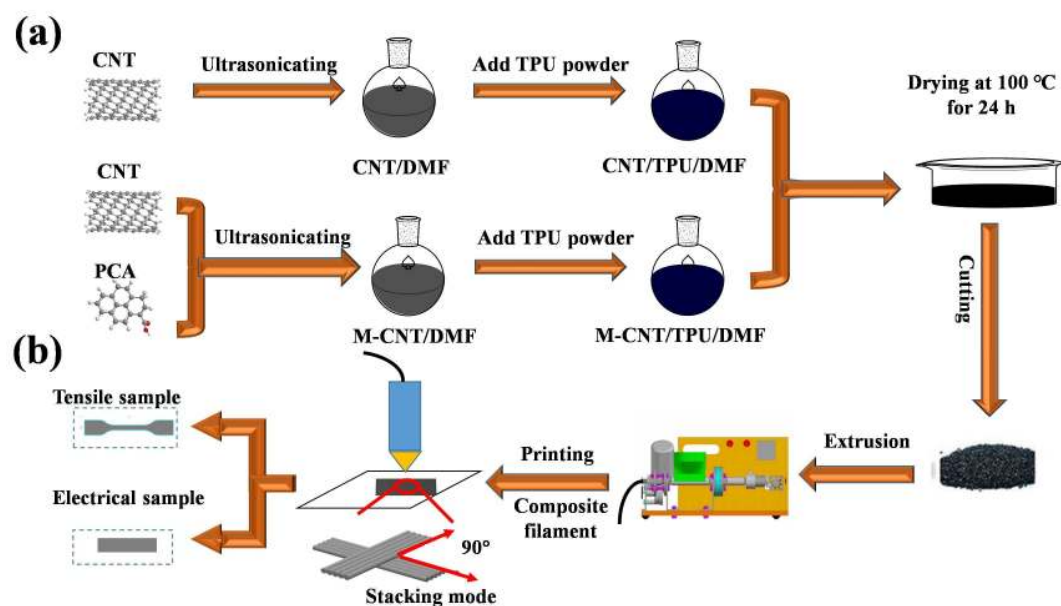 (a)
CNT
Ultrasonicating
CNT/DMF
Add TPU powder
CNT/TPU/DMF
Drying at 100 °C
for 24 h
CNT
PCA
Ultrasonicating
M-CNT/DMF
Add TPU powder
M-CNT/TPU/DMF
Cutting
(b)
Tensile sample
Electrical sample
Printing
Composite
filament
Extrusion
90°
Stacking mode